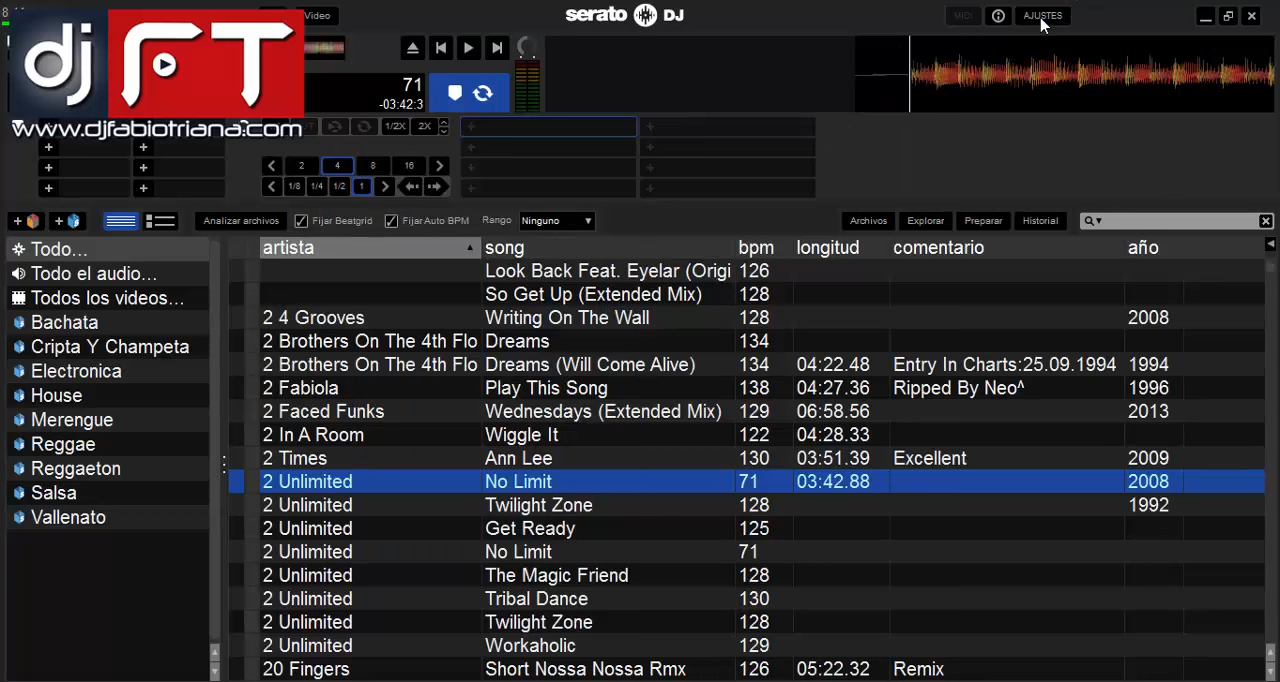 8
dj FT
www.djfabiotriana.com
Video
serato DJ
MIDI
AJUSTES
71
-03:42:3
1/2X 2X
2 4 8 16
1/8 1/4 1/2 1
Analizar archivos Fijar Beatgrid Fijar Auto BPM Rango Ninguno Archivos Explorar Preparar Historial
Todo...
Todo el audio...
Todos los videos...
Bachata
Cripta Y Champeta
Electronica
House
Merengue
Reggae
Reggaeton
Salsa
Vallenato
artista song bpm longitud comentario año
Look Back Feat. Eyelar (Origi 126
So Get Up (Extended Mix) 128
2 4 Grooves Writing On The Wall 128 2008
2 Brothers On The 4th Flo Dreams 134
2 Brothers On The 4th Flo Dreams (Will Come Alive) 134 04:22.48 Entry In Charts:25.09.1994 1994
2 Fabiola Play This Song 138 04:27.36 Ripped By Neo^ 1996
2 Faced Funks Wednesdays (Extended Mix) 129 06:58.56 2013
2 In A Room Wiggle It 122 04:28.33
2 Times Ann Lee 130 03:51.39 Excellent 2009
2 Unlimited No Limit 71 03:42.88 2008
2 Unlimited Twilight Zone 128 1992
2 Unlimited Get Ready 125
2 Unlimited No Limit 71
2 Unlimited The Magic Friend 128
2 Unlimited Tribal Dance 130
2 Unlimited Twilight Zone 128
2 Unlimited Workaholic 129
20 Fingers Short Nossa Nossa Rmx 126 05:22.32 Remix